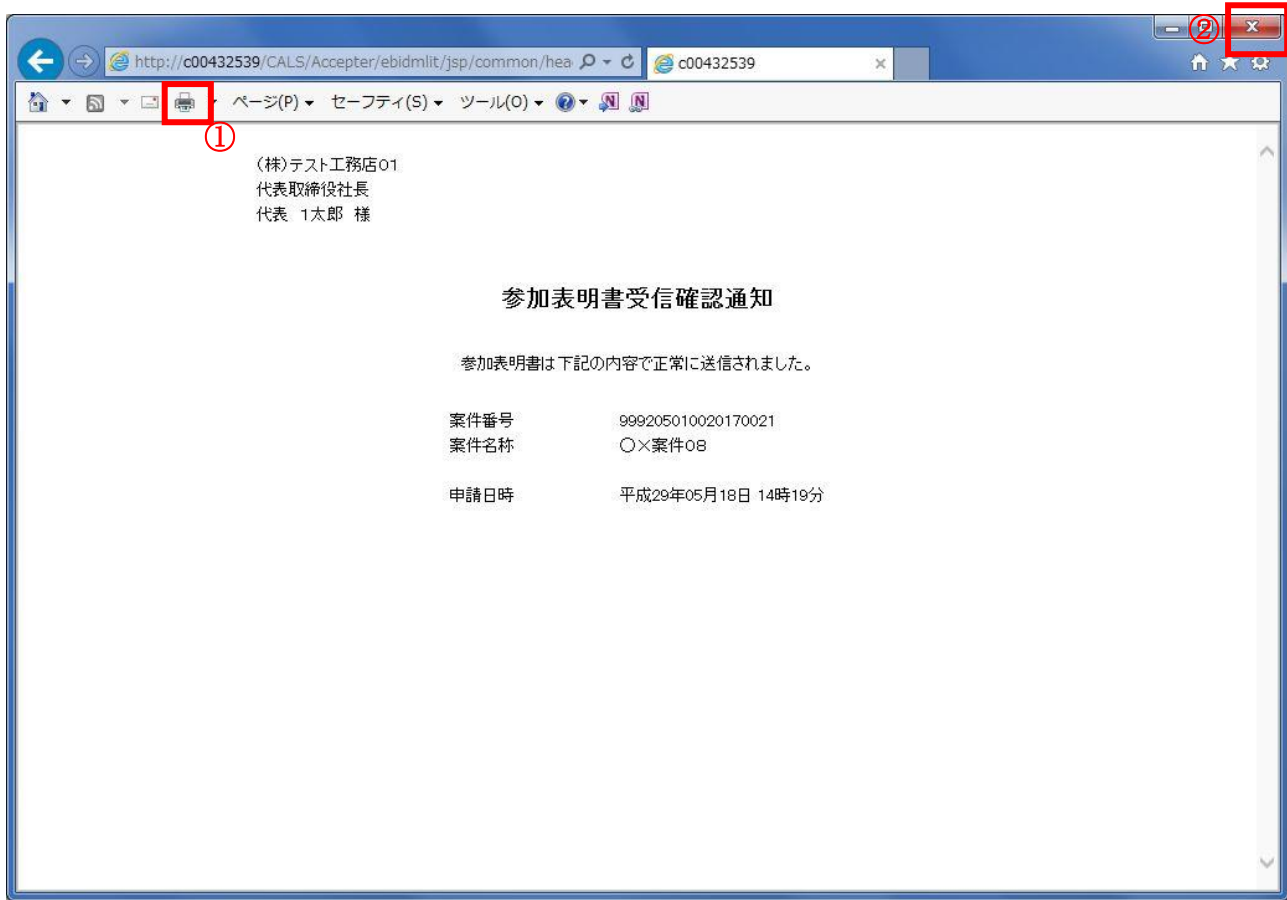 ②
http://c00432539/CALS/Accepter/ebidmlit/jsp/common/hea
c00432539
ページ(P) セーフティ(S) ツール(O)
①
(株)テスト工務店01
代表取締役社長
代表 1太郎 様
参加表明書受信確認通知
参加表明書は下記の内容で正常に送信されました。
案件番号 999205010020170021
案件名称 〇×案件08
申請日時 平成29年05月18日 14時19分